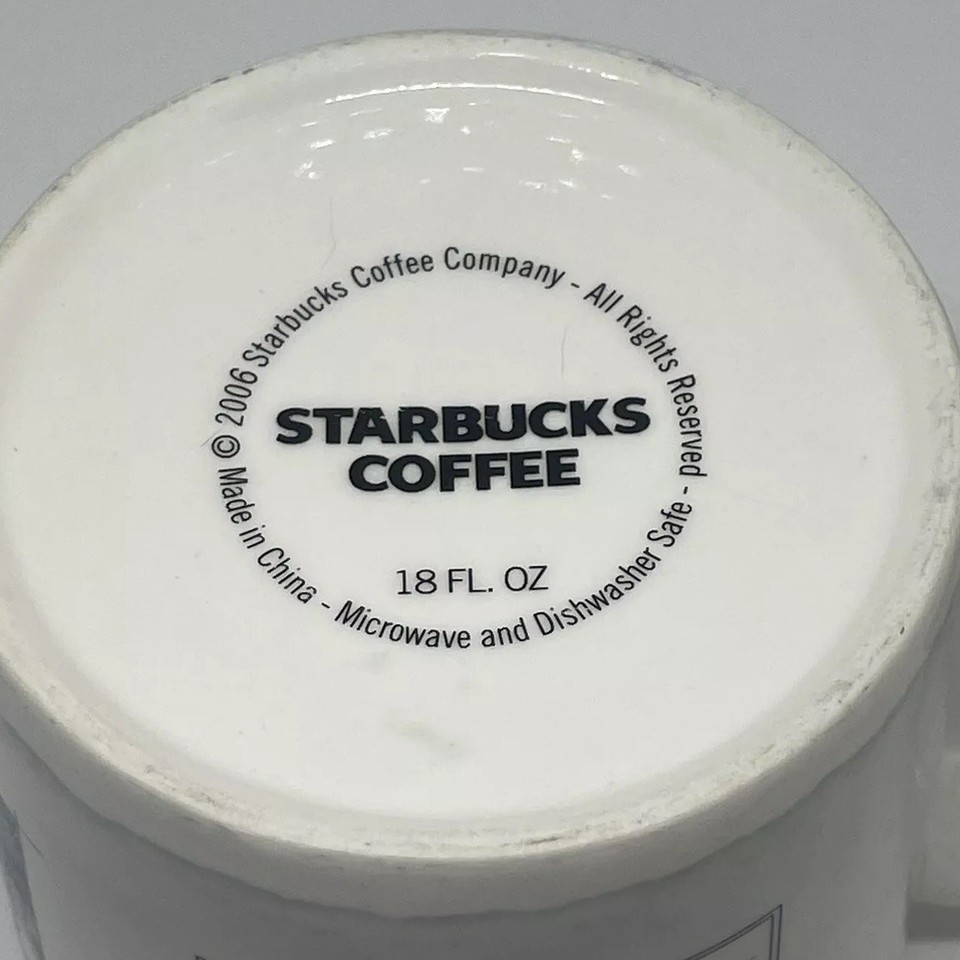 © 2006 Starbucks Coffee Company - All Rights Reserved
STARBUCKS
COFFEE
18 FL. OZ
Made in China - Microwave and Dishwasher Safe -